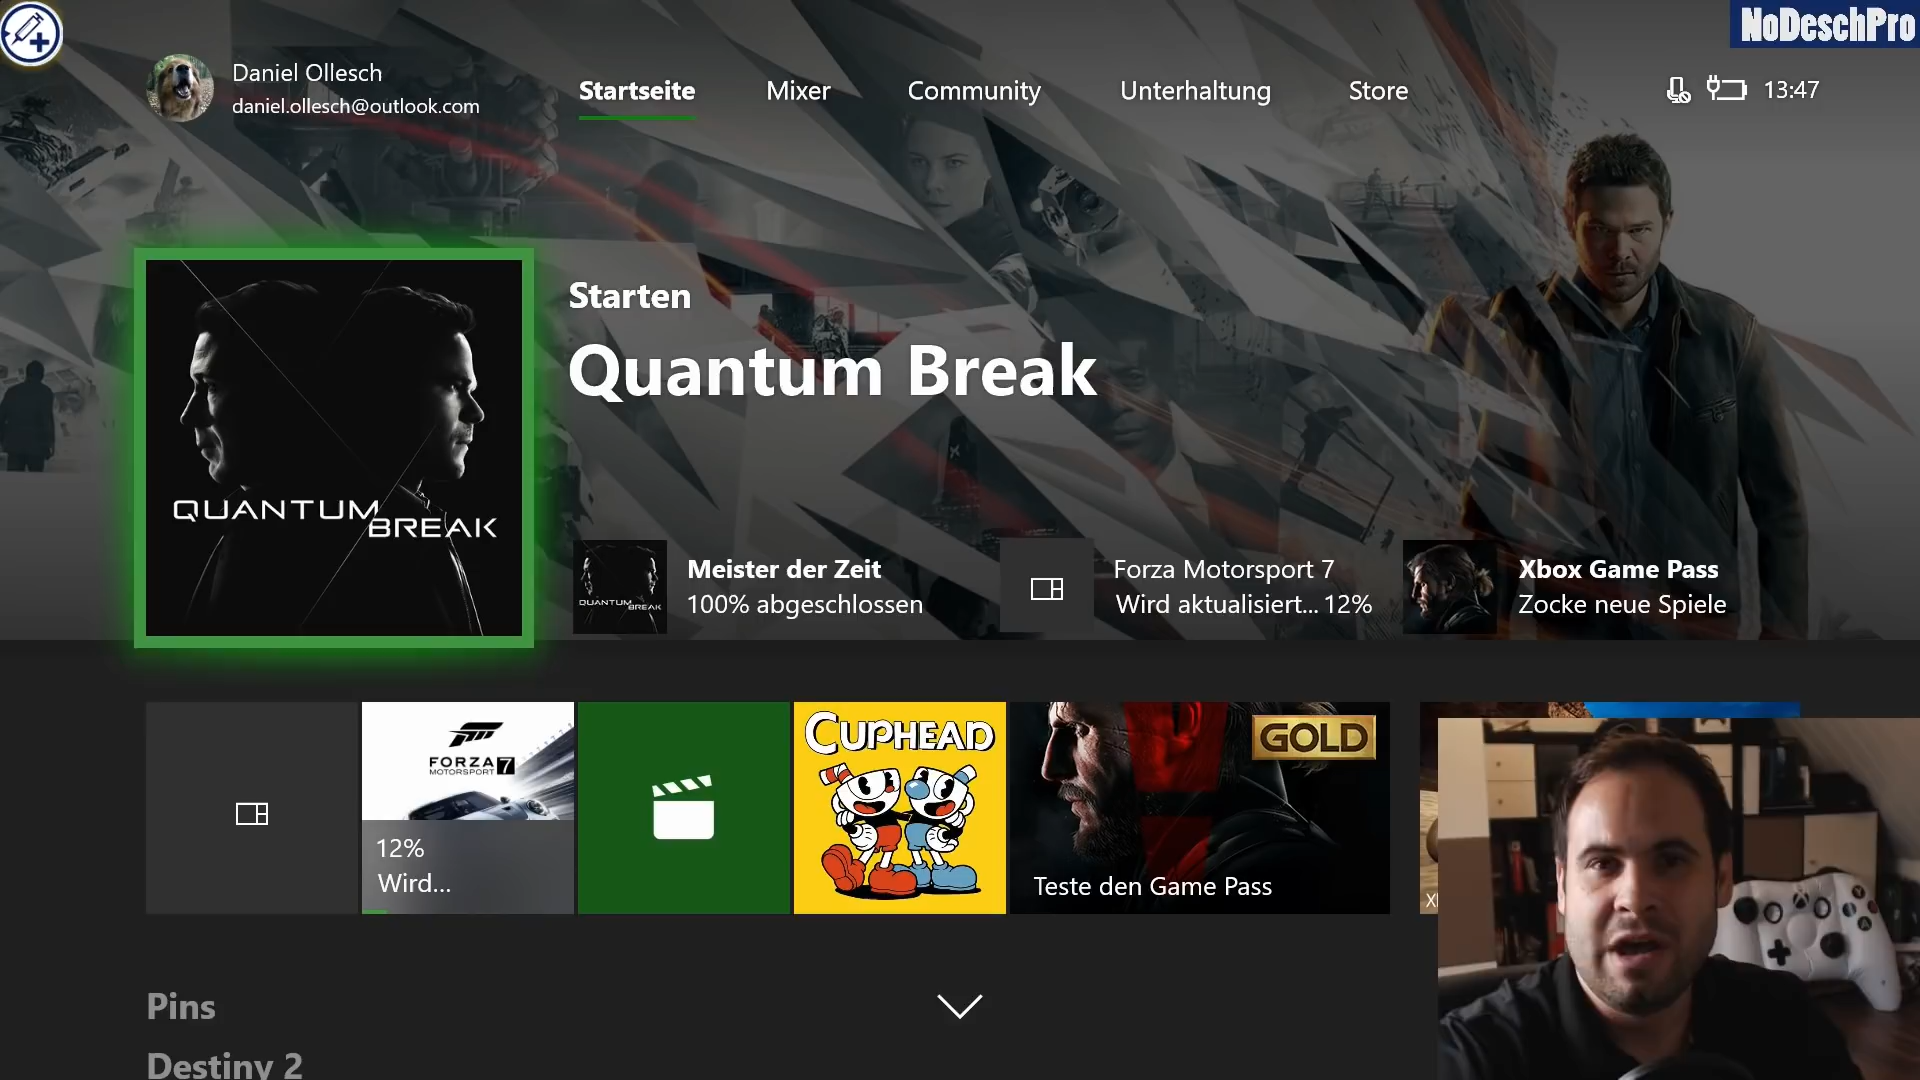 NoDeschPro
Daniel Ollesch
daniel.ollesch@outlook.com
Startseite
Mixer
Community
Unterhaltung
Store
13:47
Starten
Quantum Break
QUANTUM
BREAK
QUANTUM
BREAK
Meister der Zeit
100% abgeschlossen
Forza Motorsport 7
Wird aktualisiert... 12%
Xbox Game Pass
Zocke neue Spiele
FORZA 7
MOTORSPORT
12%
Wird...
CUPHEAD
GOLD
Teste den Game Pass
Pins
Destiny 2